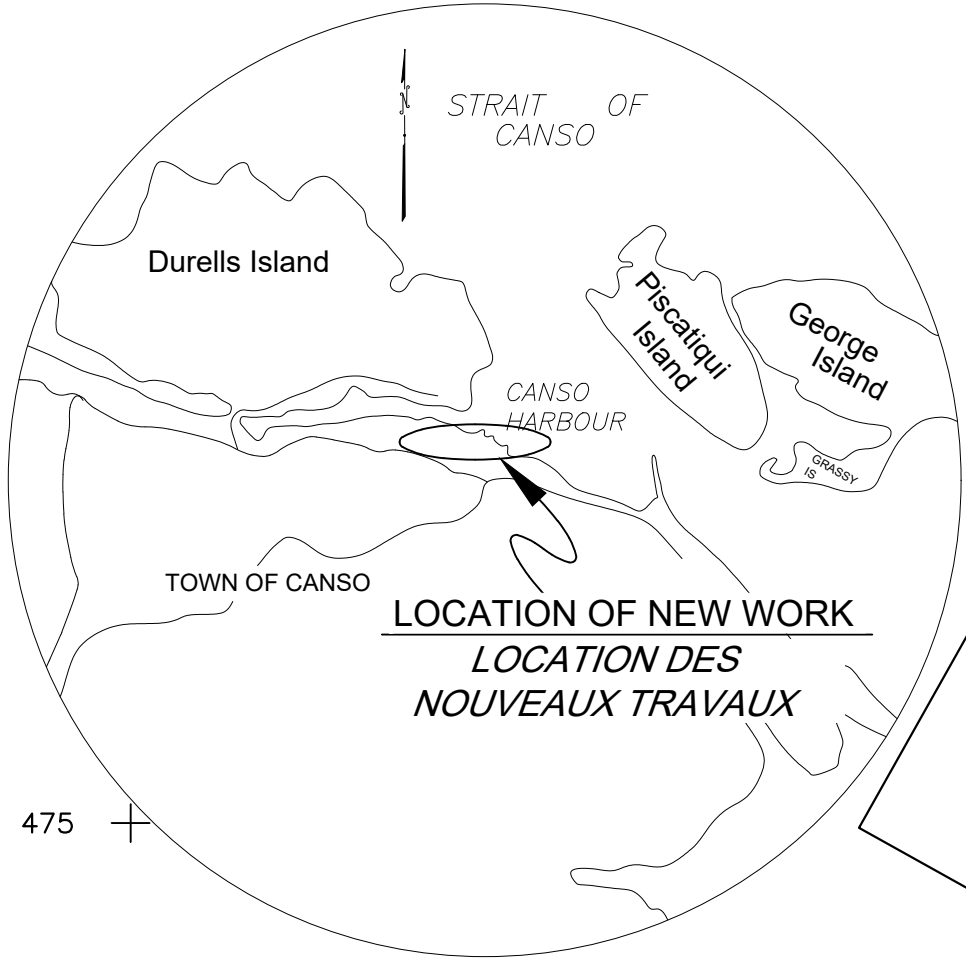 N
STRAIT OF
CANSO
Durells Island
Piscatiqui
Island
George
Island
CANSO
HARBOUR
GRASSY
IS
TOWN OF CANSO
LOCATION OF NEW WORK
LOCATION DES
NOUVEAUX TRAVAUX
475